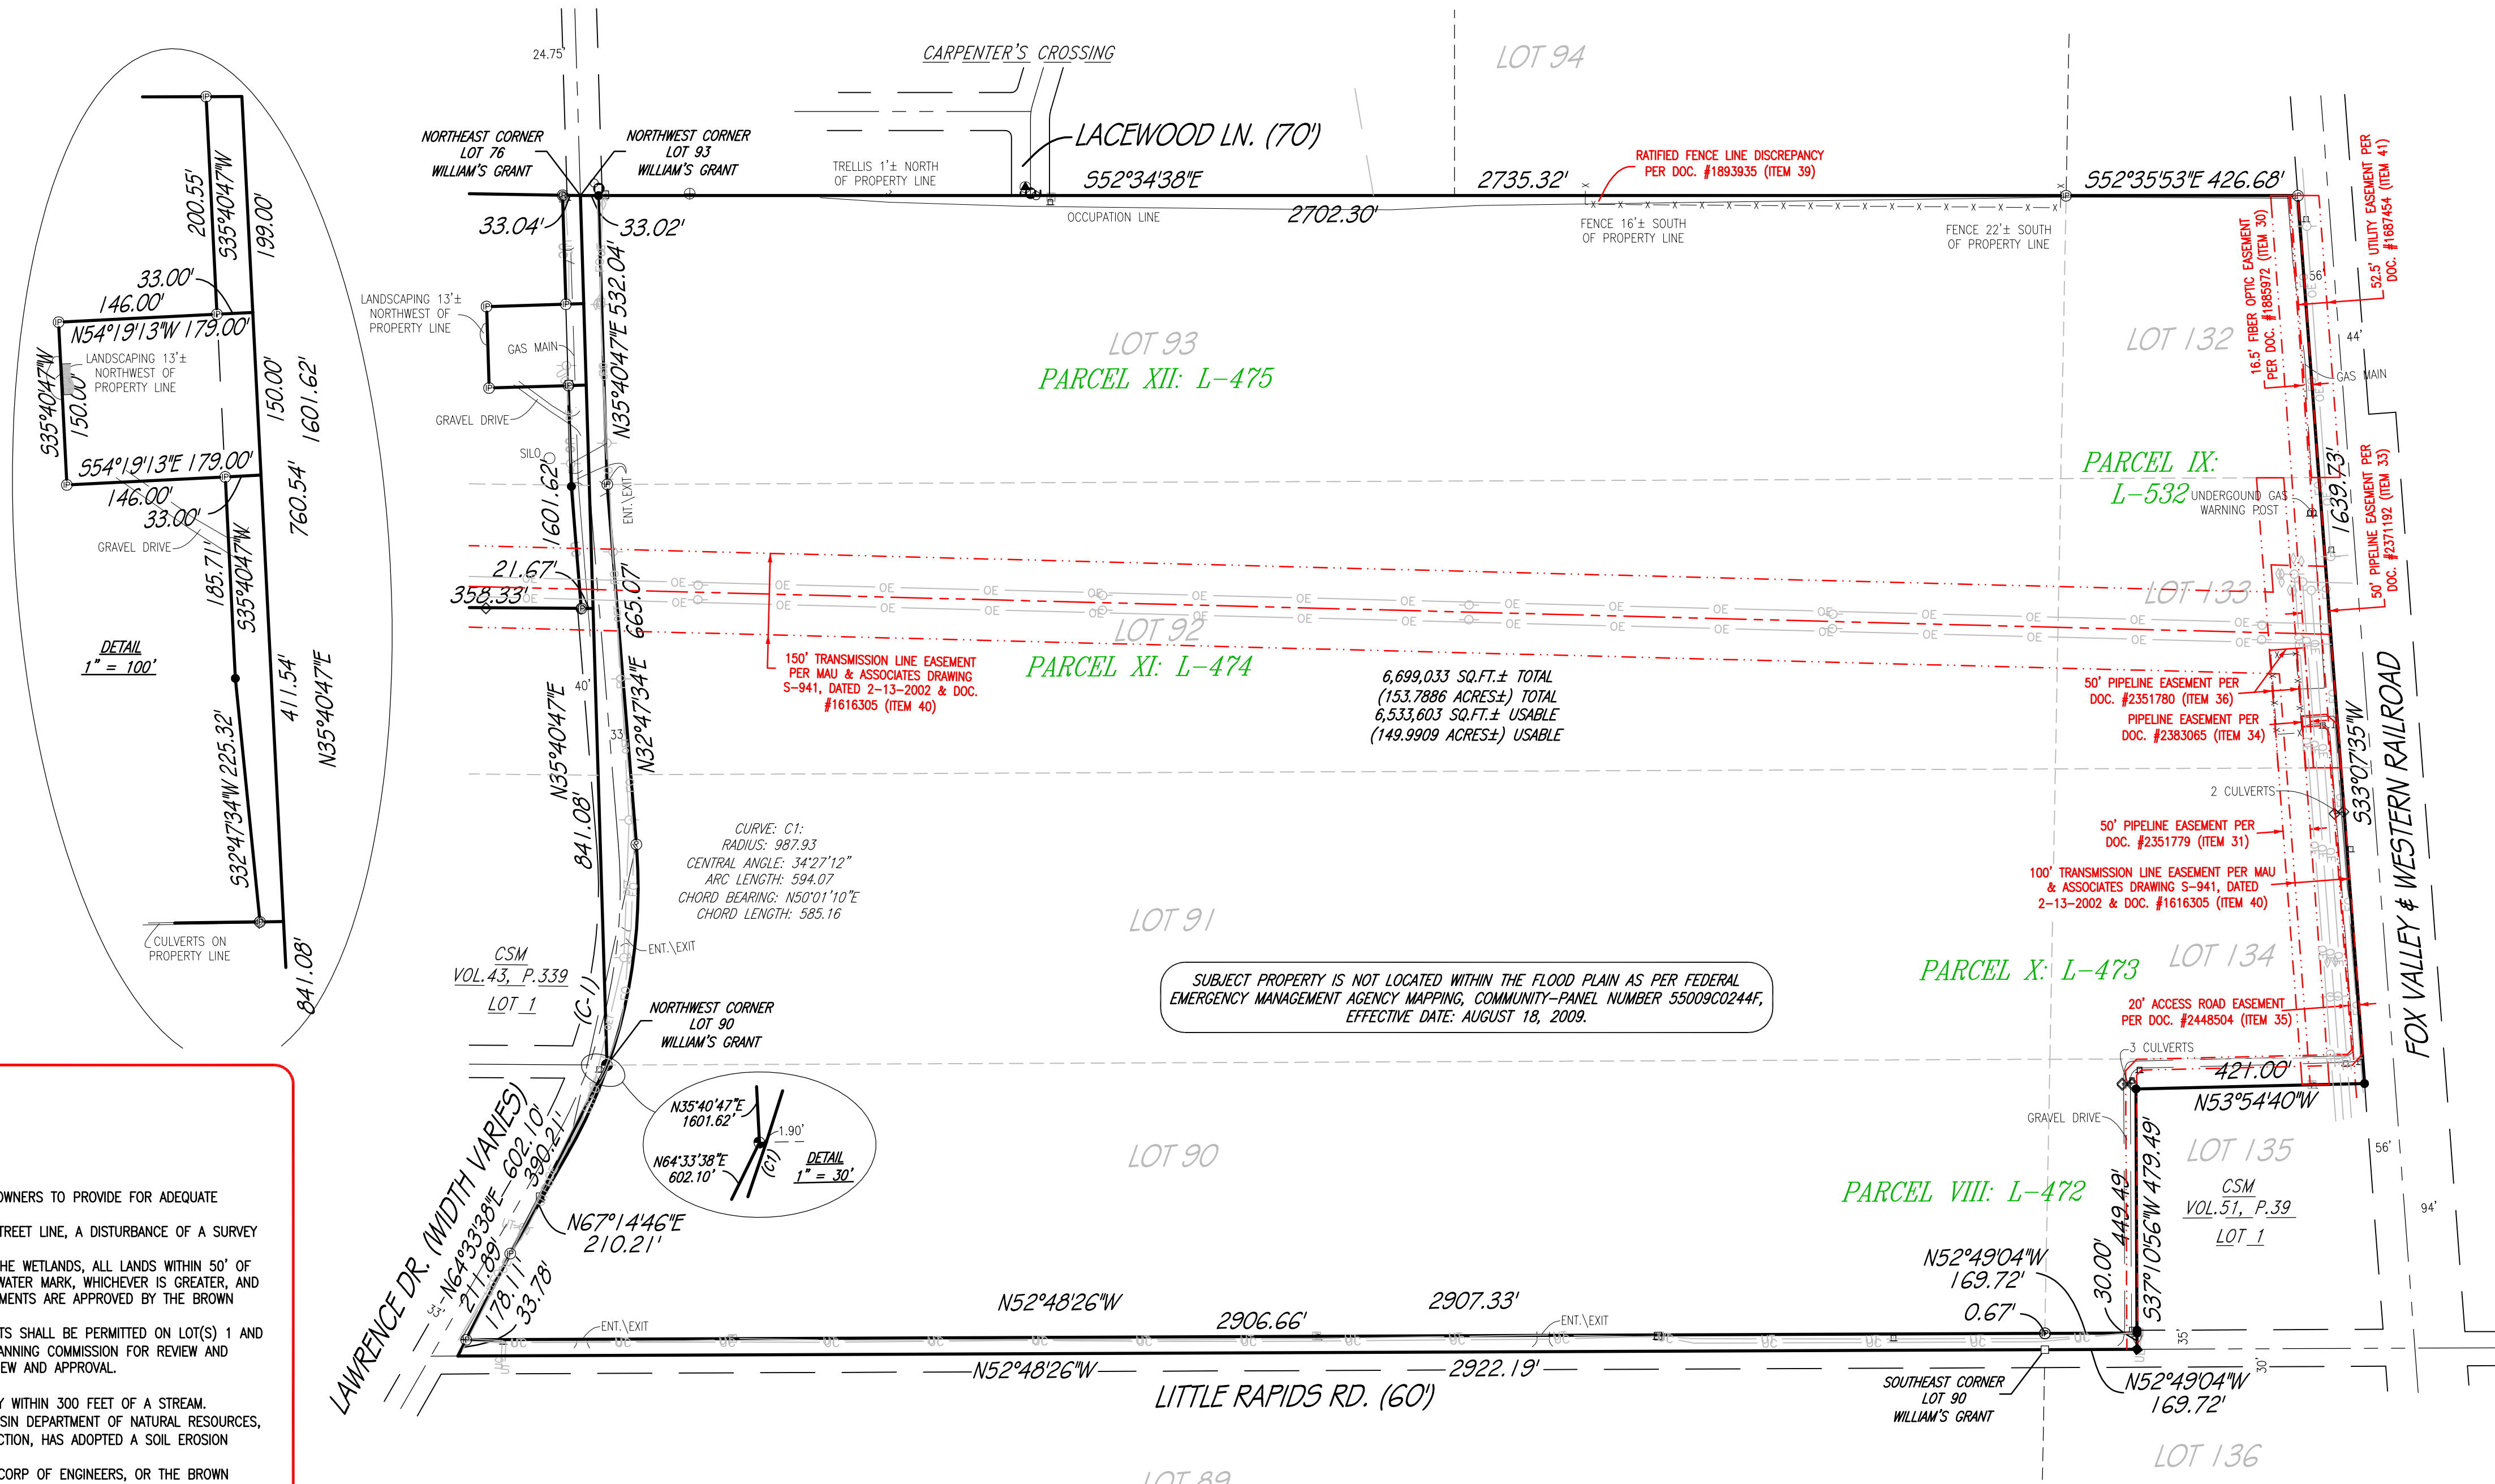 24.75'
CARPENTER'S CROSSING
LOT 94
NORTHEAST CORNER
LOT 76
WILLIAM'S GRANT
NORTHWEST CORNER
LOT 93
WILLIAM'S GRANT
TRELLIS 1'± NORTH
OF PROPERTY LINE
LACEWOOD LN. (70')
S52°34'38"E
2735.32'
RATIFIED FENCE LINE DISCREPANCY
PER DOC. #1893935 (ITEM 39)
S52°35'53"E 426.68'
33.04'
33.02'
OCCUPATION LINE
2702.30'
FENCE 16'± SOUTH
OF PROPERTY LINE
FENCE 22'± SOUTH
OF PROPERTY LINE
16.5' FIBER OPTIC EASEMENT
PER DOC. #1885972 (ITEM 30)
52.5' UTILITY EASEMENT PER
DOC. #1687454 (ITEM 41)
56'
44'
200.55'
S35°40'47"W
199.00'
33.00'
146.00'
N54°19'13"W 179.00'
LANDSCAPING 13'±
NORTHWEST OF
PROPERTY LINE
S35°40'47"W
150.00'
150.00'
1601.62'
S54°19'13"E 179.00'
146.00'
33.00'
760.54'
GRAVEL DRIVE
185.71'
S35°40'47"W
DETAIL
1" = 100'
411.54'
N35°40'47"E
S32°47'34"W 225.32'
CULVERTS ON
PROPERTY LINE
841.08'
LANDSCAPING 13'±
NORTHWEST OF
PROPERTY LINE
GAS MAIN
GRAVEL DRIVE
SILO
N35°40'47"E 532.04'
ENT.\EXIT
1601.62'
21.67'
358.33'
665.07'
N32°47'34"E
40'
33'
N35°40'47"E
841.08'
LOT 93
PARCEL XII: L-475
LOT 132
GAS MAIN
PARCEL IX:
L-532
UNDERGOUND GAS
WARNING POST
1639.73'
50' PIPELINE EASEMENT PER
DOC. #2371192 (ITEM 33)
LOT 133
LOT 92
PARCEL XI: L-474
150' TRANSMISSION LINE EASEMENT
PER MAU & ASSOCIATES DRAWING
S-941, DATED 2-13-2002 & DOC.
#1616305 (ITEM 40)
6,699,033 SQ.FT.± TOTAL
(153.7886 ACRES±) TOTAL
6,533,603 SQ.FT.± USABLE
(149.9909 ACRES±) USABLE
50' PIPELINE EASEMENT PER
DOC. #2351780 (ITEM 36)
PIPELINE EASEMENT PER
DOC. #2383065 (ITEM 34)
S33°07'35"W
FOX VALLEY & WESTERN RAILROAD
2 CULVERTS
50' PIPELINE EASEMENT PER
DOC. #2351779 (ITEM 31)
100' TRANSMISSION LINE EASEMENT PER MAU
& ASSOCIATES DRAWING S-941, DATED
2-13-2002 & DOC. #1616305 (ITEM 40)
CURVE: C1:
RADIUS: 987.93
CENTRAL ANGLE: 34°27'12"
ARC LENGTH: 594.07
CHORD BEARING: N50°01'10"E
CHORD LENGTH: 585.16
CSM
VOL.43, P.339
LOT 1
(C-1)
ENT.\EXIT
LOT 91
LOT 134
PARCEL X: L-473
SUBJECT PROPERTY IS NOT LOCATED WITHIN THE FLOOD PLAIN AS PER FEDERAL
EMERGENCY MANAGEMENT AGENCY MAPPING, COMMUNITY-PANEL NUMBER 55009C0244F,
EFFECTIVE DATE: AUGUST 18, 2009.
20' ACCESS ROAD EASEMENT
PER DOC. #2448504 (ITEM 35)
NORTHWEST CORNER
LOT 90
WILLIAM'S GRANT
3 CULVERTS
421.00'
N53°54'40"W
N35°40'47"E
1601.62'
1.90'
N64°33'38"E
602.10'
(C1)
DETAIL
1" = 30'
GRAVEL DRIVE
LOT 90
LOT 135
56'
CSM
VOL.51, P.39
LOT 1
94'
PARCEL VIII: L-472
449.49'
S37°10'56"W 479.49'
LAWRENCE DR. (WIDTH VARIES)
N64°33'38"E 602.10'
390.21'
211.89'
178.11'
33.78'
33'
N67°14'46"E
210.21'
N52°49'04"W
169.72'
30.00'
0.67'
N52°48'26"W
2906.66'
2907.33'
ENT.\EXIT
ENT.\EXIT
35'
30'
N52°48'26"W
2922.19'
LITTLE RAPIDS RD. (60')
SOUTHEAST CORNER
LOT 90
WILLIAM'S GRANT
N52°49'04"W
169.72'
LOT 136
LOT 89
OWNERS TO PROVIDE FOR ADEQUATE
TREET LINE, A DISTURBANCE OF A SURVEY
HE WETLANDS, ALL LANDS WITHIN 50' OF
WATER MARK, WHICHEVER IS GREATER, AND
EMENTS ARE APPROVED BY THE BROWN
TS SHALL BE PERMITTED ON LOT(S) 1 AND
ANNING COMMISSION FOR REVIEW AND
EW AND APPROVAL.
Y WITHIN 300 FEET OF A STREAM.
SIN DEPARTMENT OF NATURAL RESOURCES,
CTION, HAS ADOPTED A SOIL EROSION
CORP OF ENGINEERS, OR THE BROWN